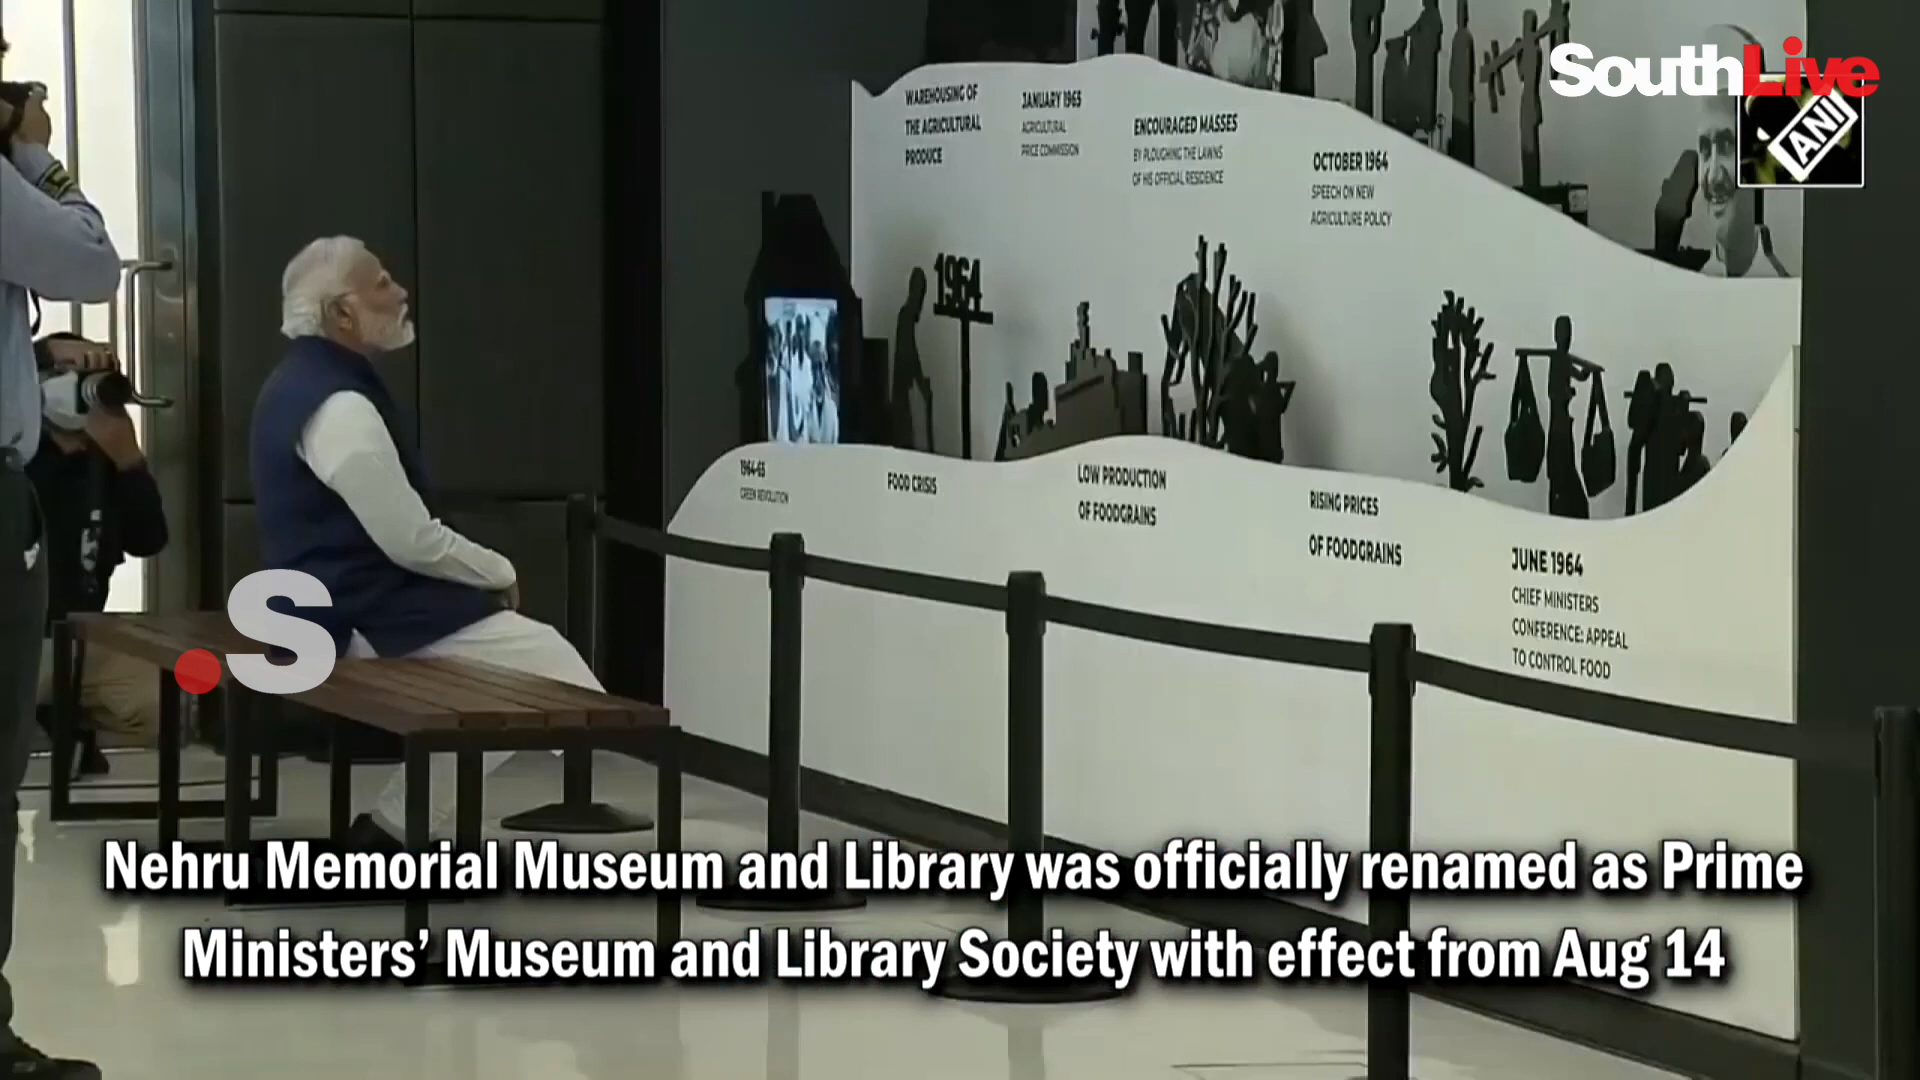 SouthLive
ANI
WAREHOUSING OF
THE AGRICULTURAL
PRODUCE
JANUARY 1965
AGRICULTURAL
PRICE COMMISSION
ENCOURAGED MASSES
BY PLOUGHING THE LAWNS
OF HIS OFFICIAL RESIDENCE
OCTOBER 1964
SPEECH ON NEW
AGRICULTURE POLICY
1964
1964-65
GREEN REVOLUTION
FOOD CRISIS
LOW PRODUCTION
OF FOODGRAINS
RISING PRICES
OF FOODGRAINS
JUNE 1964
CHIEF MINISTERS
CONFERENCE: APPEAL
TO CONTROL FOOD
.S
Nehru Memorial Museum and Library was officially renamed as Prime
Ministers’ Museum and Library Society with effect from Aug 14